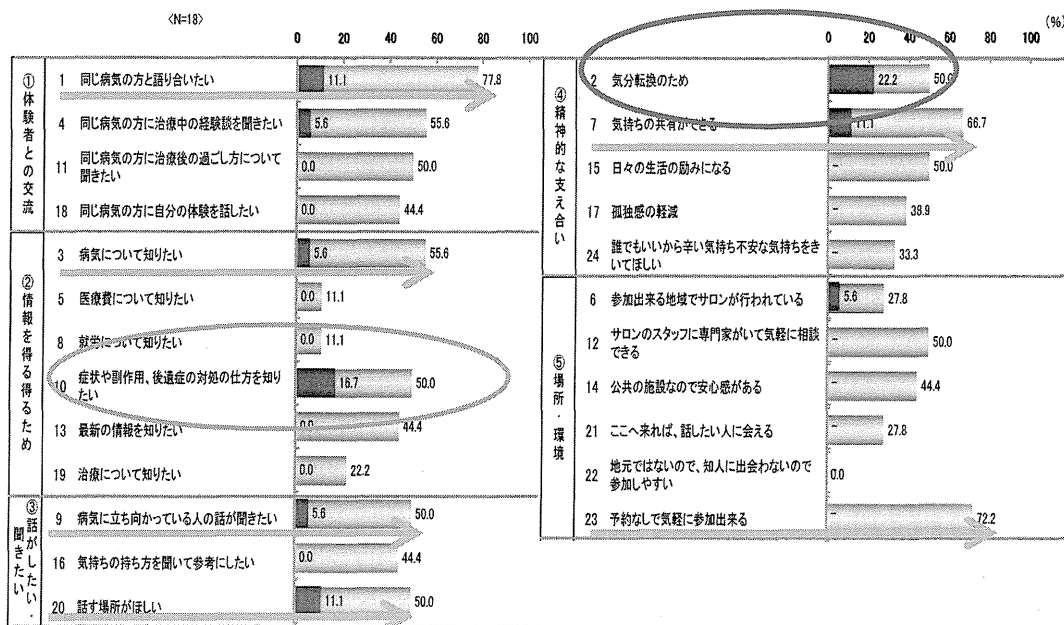 〈N=18〉
0 20 40 60 80 100
①体験者との交流
1 同じ病気の方と語り合いたい 11.1 77.8
4 同じ病気の方に治療中の経験談を聞きたい 5.6 55.6
11 同じ病気の方に治療後の過ごし方について
聞きたい 0.0 50.0
18 同じ病気の方に自分の体験を話したい 0.0 44.4
②情報を得る得るため
3 病気について知りたい 5.6 55.6
5 医療費について知りたい 0.0 11.1
8 就労について知りたい 0.0 11.1
10 症状や副作用、後遺症の対処の仕方を知り
たい 16.7 50.0
13 最新の情報を知りたい 0.0 44.4
19 治療について知りたい 0.0 22.2
③話がしたい・
聞きたい
9 病気に立ち向かっている人の話が聞きたい 5.6 50.0
16 気持ちの持ち方を聞いて参考にしたい 0.0 44.4
20 話す場所がほしい 11.1 50.0
(%)
0 20 40 60 80 100
④精神的な支え合い
2 気分転換のため 22.2 50.0
7 気持ちの共有ができる 11.1 66.7
15 日々の生活の励みになる - 50.0
17 孤独感の軽減 - 38.9
24 誰でもいいから辛い気持ち不安な気持ちをき
いてほしい - 33.3
⑤場所・環境
6 参加出来る地域でサロンが行われている 5.6 27.8
12 サロンのスタッフに専門家がいて気軽に相談
できる 50.0
14 公共の施設なので安心感がある 44.4
21 ここへ来れば、話したい人に会える 27.8
22 地元ではないので、知人に出会わないので
参加しやすい 0.0
23 予約なしで気軽に参加出来る 72.2